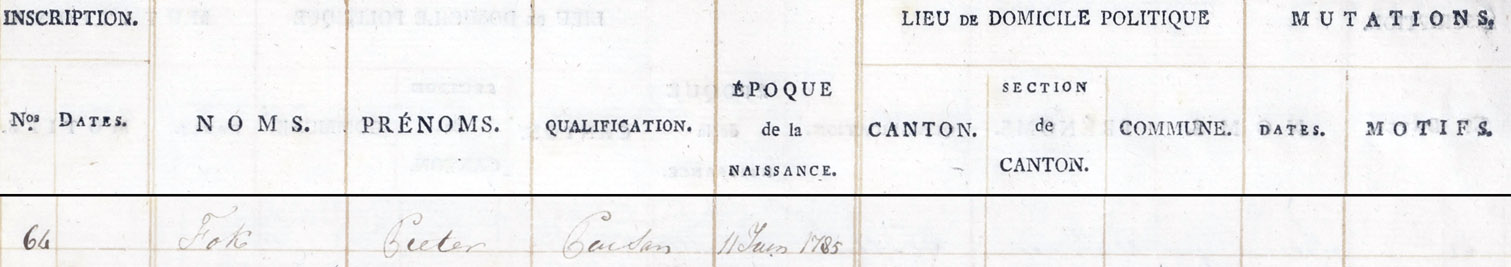 INSCRIPTION. LIEU DE DOMICILE POLITIQUE MUTATIONS.
Nos DATES. NOMS. PRÉNOMS. QUALIFICATION. ÉPOQUE de la NAISSANCE. CANTON. SECTION de CANTON. COMMUNE. DATES. MOTIFS.
64 Fok Pieter 11 Juin 1785